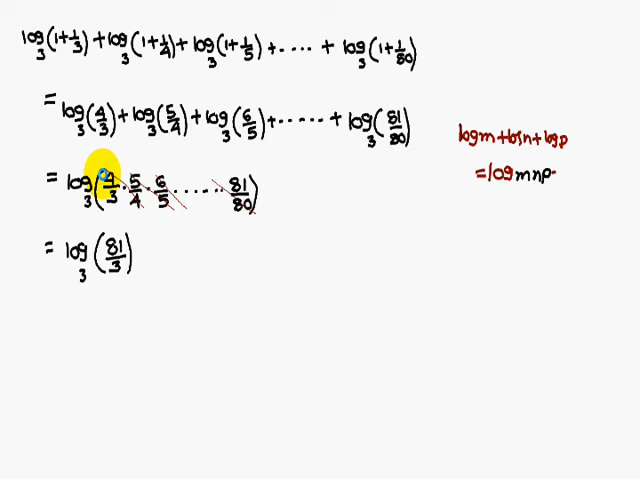 log₃(1+1/3) + log₃(1+1/4) + log₃(1+1/5) + ..... + log₃(1+1/80)
= log₃(4/3) + log₃(5/4) + log₃(6/5) + ...... + log₃(81/80)
logm + logn + logp
= log₃(4/3 · 5/4 · 6/5 ...... 81/80)
= log mnp
= log₃(81/3)